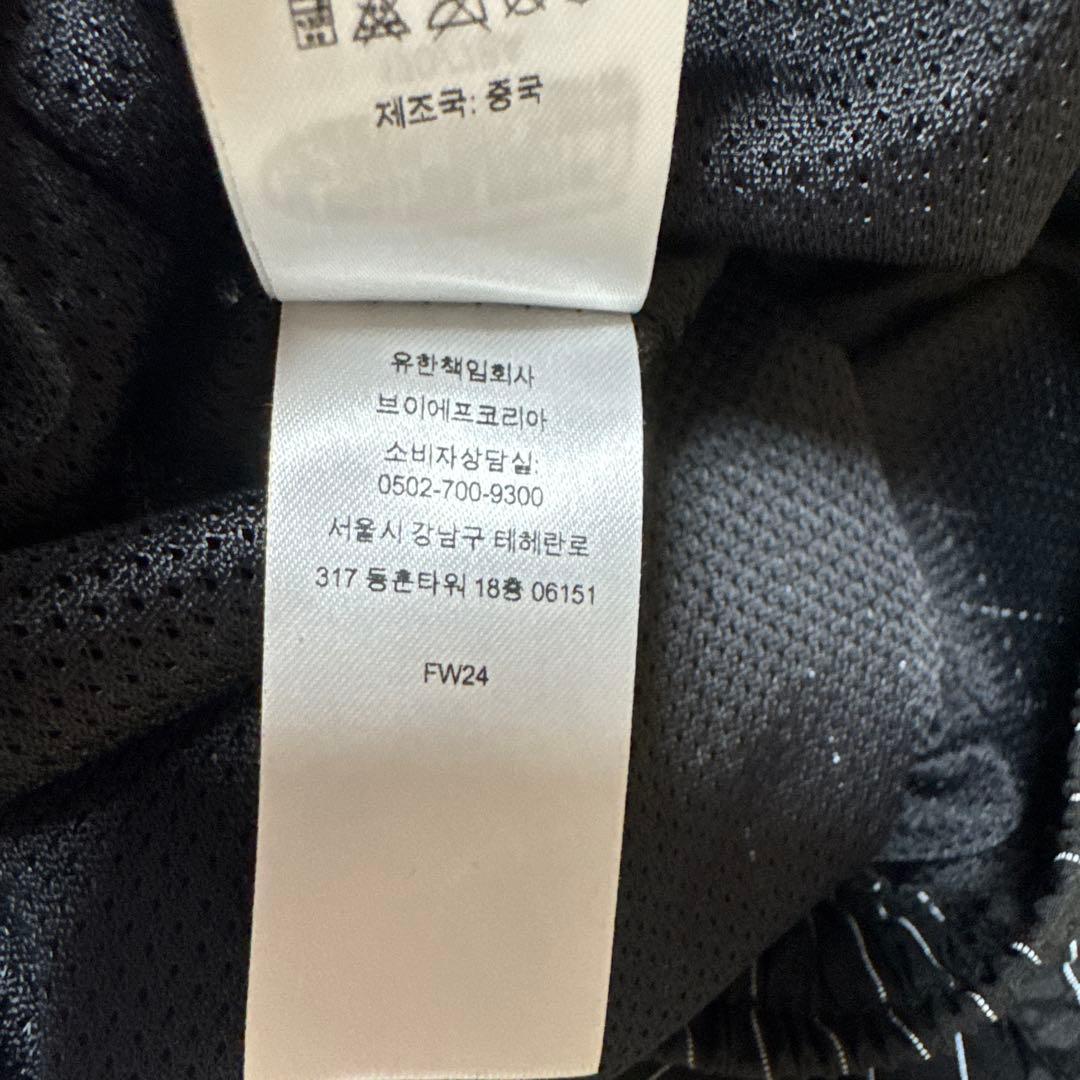 제조국: 중국
유한책임회사
브이에프코리아
소비자상담실:
0502-700-9300
서울시 강남구 테헤란로
317 동훈타워 18층 06151
FW24